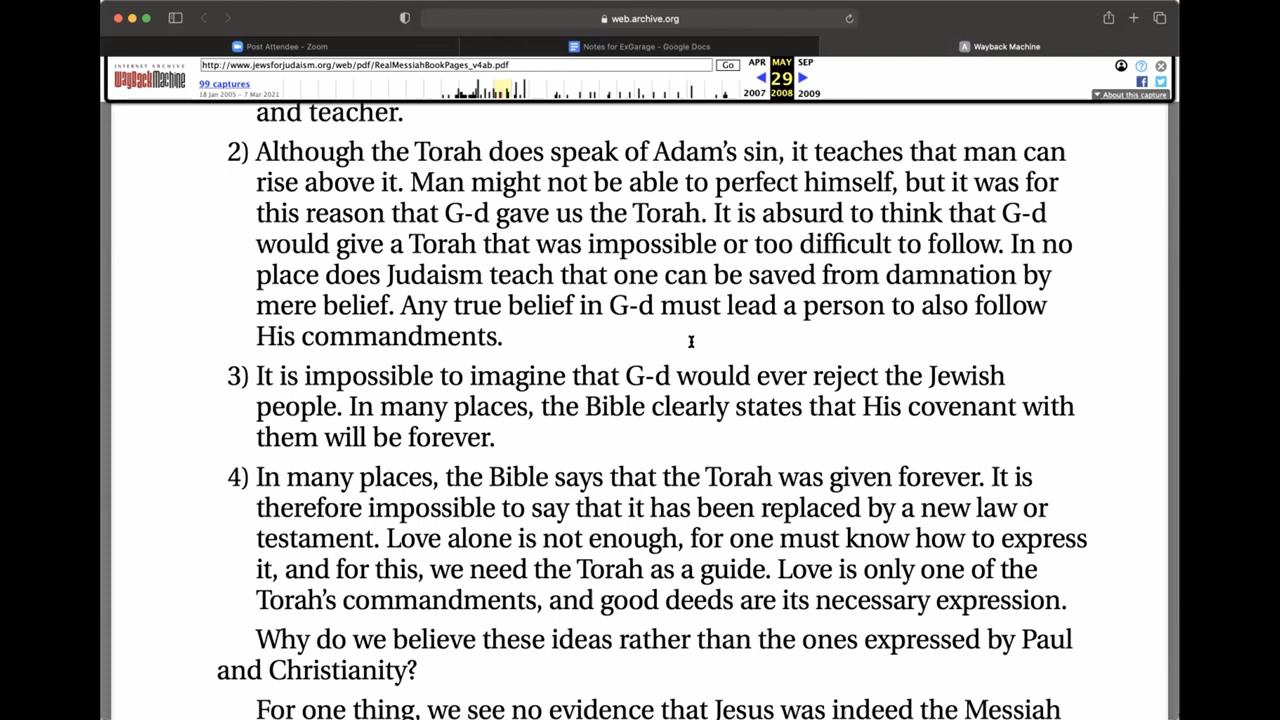 web.archive.org
Post Attendee - Zoom
Notes for ExGarage - Google Docs
Wayback Machine
INTERNET ARCHIVE
WayBackMachine
http://www.jewsforjudaism.org/web/pdf/RealMessiahBookPages_v4ab.pdf
Go
APR MAY SEP
99 captures
29
18 Jan 2005 – 7 Mar 2021
2007 2008 2009
About this capture
and teacher.
2) Although the Torah does speak of Adam’s sin, it teaches that man can
rise above it. Man might not be able to perfect himself, but it was for
this reason that G-d gave us the Torah. It is absurd to think that G-d
would give a Torah that was impossible or too difficult to follow. In no
place does Judaism teach that one can be saved from damnation by
mere belief. Any true belief in G-d must lead a person to also follow
His commandments.
3) It is impossible to imagine that G-d would ever reject the Jewish
people. In many places, the Bible clearly states that His covenant with
them will be forever.
4) In many places, the Bible says that the Torah was given forever. It is
therefore impossible to say that it has been replaced by a new law or
testament. Love alone is not enough, for one must know how to express
it, and for this, we need the Torah as a guide. Love is only one of the
Torah’s commandments, and good deeds are its necessary expression.
Why do we believe these ideas rather than the ones expressed by Paul
and Christianity?
For one thing, we see no evidence that Jesus was indeed the Messiah